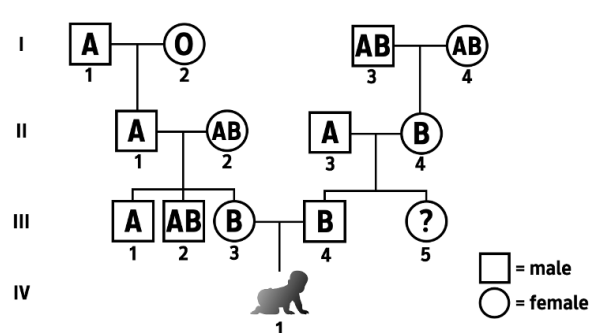 I A O AB AB
1 2 3 4
II A AB A B
1 2 3 4
III A AB B B ?
1 2 3 4 5
= male
IV = female
1